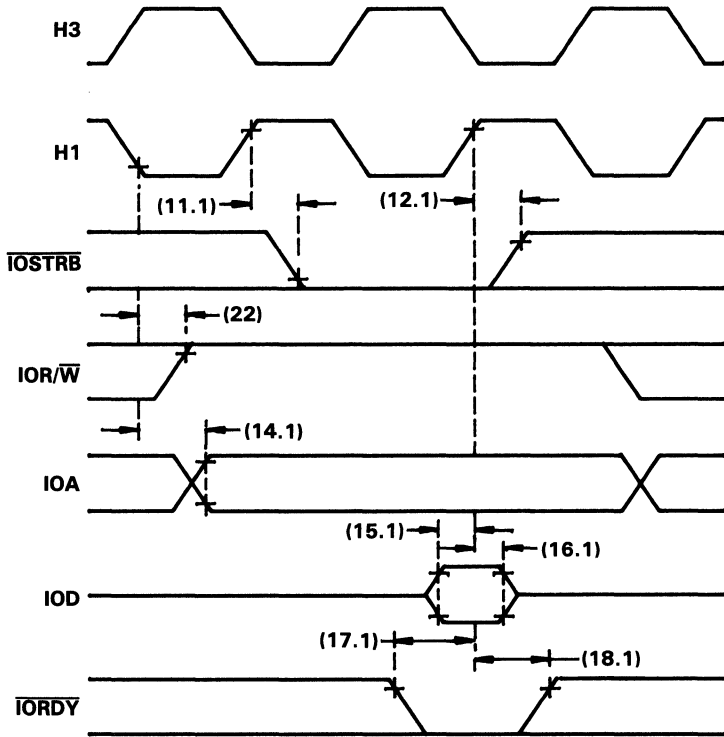 H3
H1
(11.1)
(12.1)
IOSTRB
(22)
IOR/W
(14.1)
IOA
(15.1)
(16.1)
IOD
(17.1)
(18.1)
IORDY